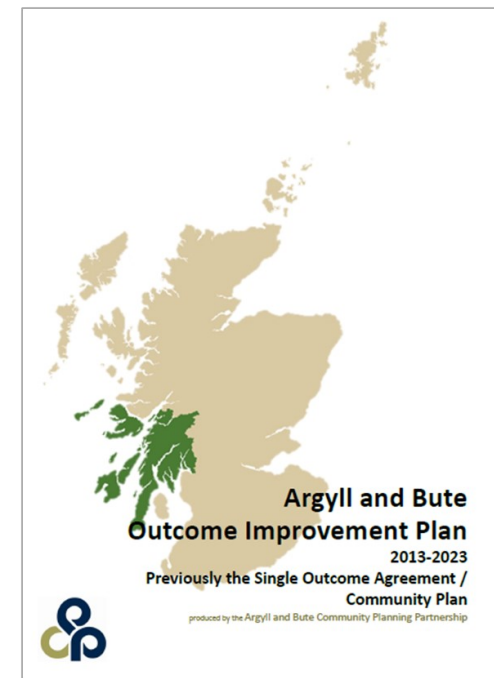 Argyll and Bute
Outcome Improvement Plan
2013-2023
Previously the Single Outcome Agreement /
Community Plan
produced by the Argyll and Bute Community Planning Partnership
cpp